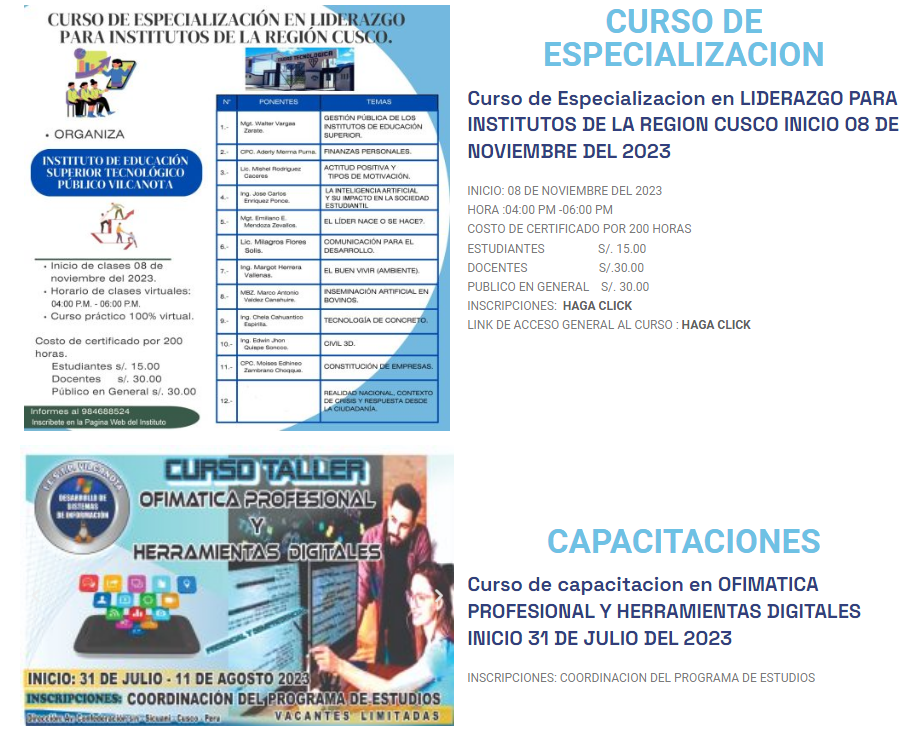 CURSO DE ESPECIALIZACIÓN EN LIDERAZGO
PARA INSTITUTOS DE LA REGIÓN CUSCO.
• ORGANIZA
INSTITUTO DE EDUCACIÓN
SUPERIOR TECNOLÓGICO
PÚBLICO VILCANOTA
• Inicio de clases 08 de
noviembre del 2023.
• Horario de clases virtuales:
04:00 P.M. - 06:00 P.M.
• Curso práctico 100% virtual.
Costo de certificado por 200
horas.
Estudiantes s/. 15.00
Docentes s/. 30.00
Público en General s/. 30.00
Informes al 984688524
Inscribete en la Pagina Web del Instituto
N° PONENTES TEMAS
1.- Mgt. Walter Vargas Zarate. GESTIÓN PÚBLICA DE LOS INSTITUTOS DE EDUCACIÓN SUPERIOR.
2.- CPC. Aderly Merma Puma. FINANZAS PERSONALES.
3.- Lic. Mishel Rodriguez Caceres ACTITUD POSITIVA Y TIPOS DE MOTIVACIÓN.
4.- Ing. Jose Carlos Enriquez Ponce. LA INTELIGENCIA ARTIFICIAL Y SU IMPACTO EN LA SOCIEDAD ESTUDIANTIL
5.- Mgt. Emiliano E. Mendoza Zevallos. EL LÍDER NACE O SE HACE?.
6.- Lic. Milagros Flores Solis. COMUNICACIÓN PARA EL DESARROLLO.
7.- Ing. Margot Herrera Vallenas. EL BUEN VIVIR (AMBIENTE).
8.- MBZ. Marco Antonio Valdez Canahuire. INSEMINACIÓN ARTIFICIAL EN BOVINOS.
9.- Ing. Chela Cahuantico Espirilla. TECNOLOGÍA DE CONCRETO.
10.- Ing. Edwin Jhon Quispe Soncco. CIVIL 3D.
11.- CPC. Moises Edhineo Zambrano Choqque. CONSTITUCIÓN DE EMPRESAS.
12.- REALIDAD NACIONAL, CONTEXTO DE CRISIS Y RESPUESTA DESDE LA CIUDADANÍA.
CURSO DE
ESPECIALIZACION
Curso de Especializacion en LIDERAZGO PARA
INSTITUTOS DE LA REGION CUSCO INICIO 08 DE
NOVIEMBRE DEL 2023
INICIO: 08 DE NOVIEMBRE DEL 2023
HORA :04:00 PM -06:00 PM
COSTO DE CERTIFICADO POR 200 HORAS
ESTUDIANTES S/. 15.00
DOCENTES S/.30.00
PUBLICO EN GENERAL S/. 30.00
INSCRIPCIONES: HAGA CLICK
LINK DE ACCESO GENERAL AL CURSO : HAGA CLICK
DESARROLLO DE
SISTEMAS
DE INFORMACIÓN
CURSO TALLER
OFIMATICA PROFESIONAL
Y
HERRAMIENTAS DIGITALES
INICIO: 31 DE JULIO - 11 DE AGOSTO 2023
INSCRIPCIONES: COORDINACIÓN DEL PROGRAMA DE ESTUDIOS
Dirección: Av. Confederación s/n - Sicuani - Cusco - Peru
VACANTES LIMITADAS
CAPACITACIONES
Curso de capacitacion en OFIMATICA
PROFESIONAL Y HERRAMIENTAS DIGITALES
INICIO 31 DE JULIO DEL 2023
INSCRIPCIONES: COORDINACION DEL PROGRAMA DE ESTUDIOS